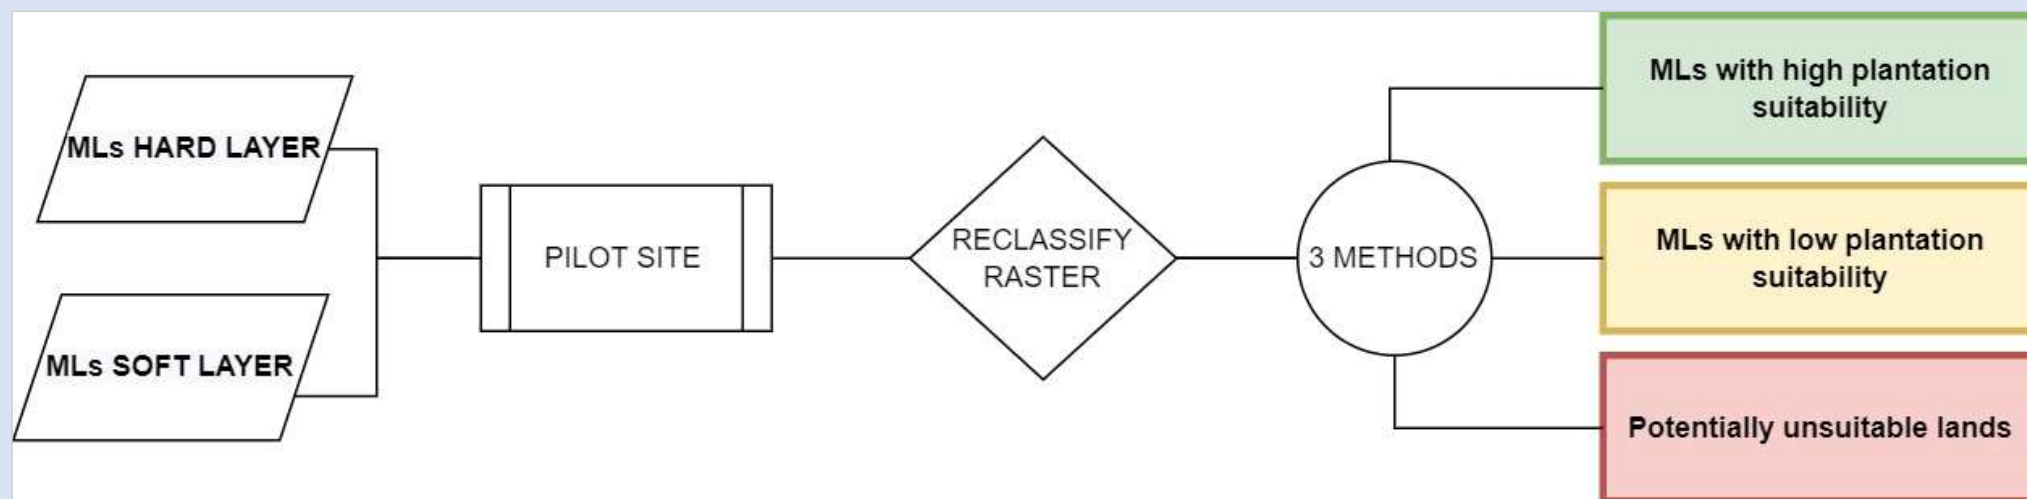 MLs HARD LAYER
MLs SOFT LAYER
PILOT SITE
RECLASSIFY
RASTER
3 METHODS
MLs with high plantation
suitability
MLs with low plantation
suitability
Potentially unsuitable lands